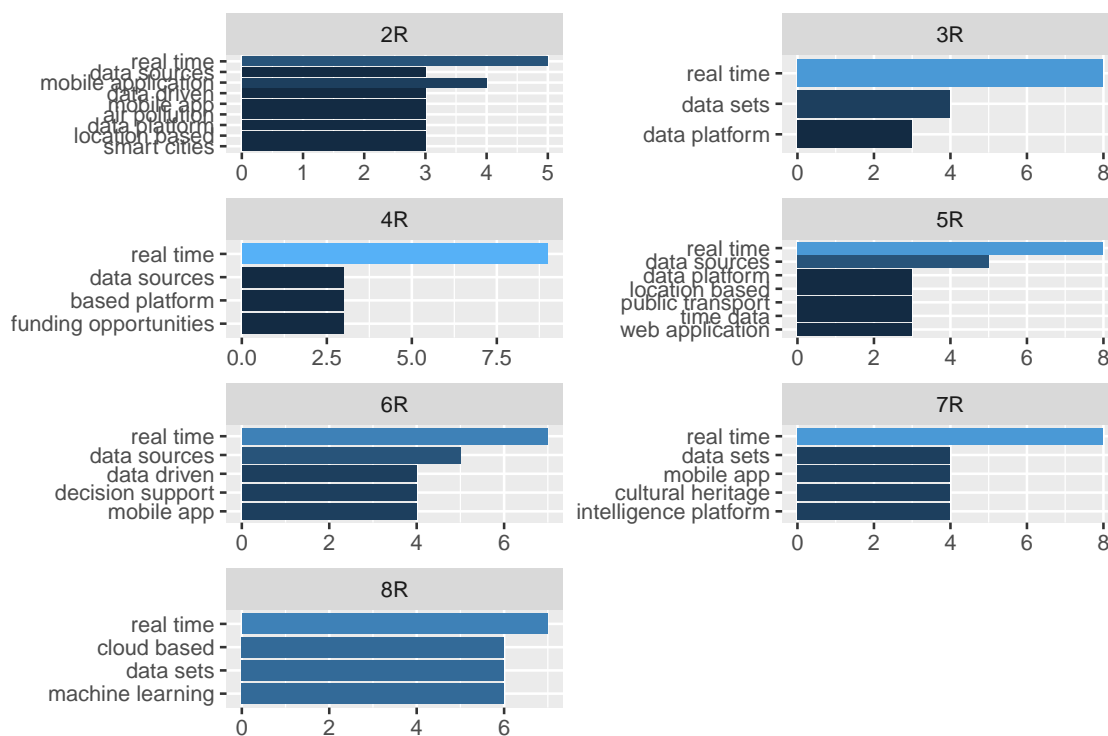 2R
real time
data sources
mobile application
data driven
mobile app
air pollution
data platform
location based
smart cities
0 1 2 3 4 5
3R
real time
data sets
data platform
0 2 4 6 8
4R
real time
data sources
based platform
funding opportunities
0.0 2.5 5.0 7.5
5R
real time
data sources
data platform
location based
public transport
time data
web application
0 2 4 6 8
6R
real time
data sources
data driven
decision support
mobile app
0 2 4 6
7R
real time
data sets
mobile app
cultural heritage
intelligence platform
0 2 4 6 8
8R
real time
cloud based
data sets
machine learning
0 2 4 6